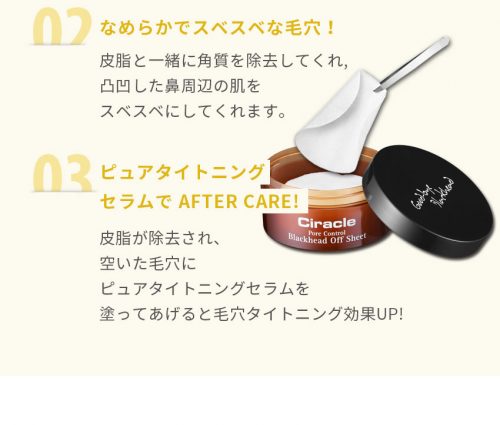 02
なめらかでスベスベな毛穴！
皮脂と一緒に角質を除去してくれ,
凸凹した鼻周辺の肌を
スベスベにしてくれます。
03
ピュアタイトニング
セラムで AFTER CARE!
皮脂が除去され、
空いた毛穴に
ピュアタイトニングセラムを
塗ってあげると毛穴タイトニング効果UP!
Ciracle
Pore Control
Blackhead Off Sheet
Goodbye
Blackhead